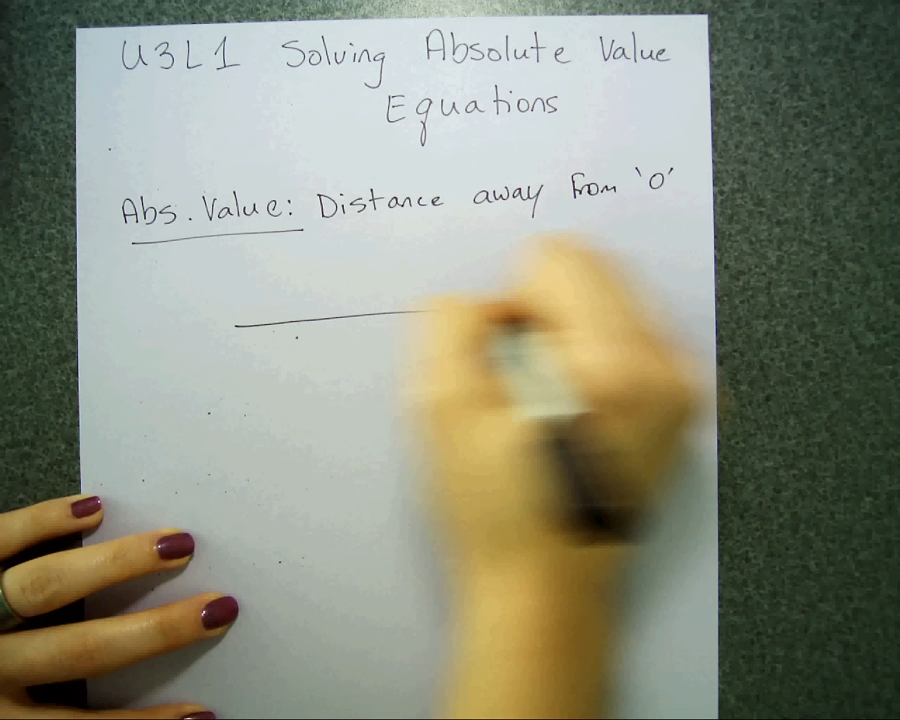 U3L1 Solving Absolute Value
Equations
Abs. Value: Distance away from '0'